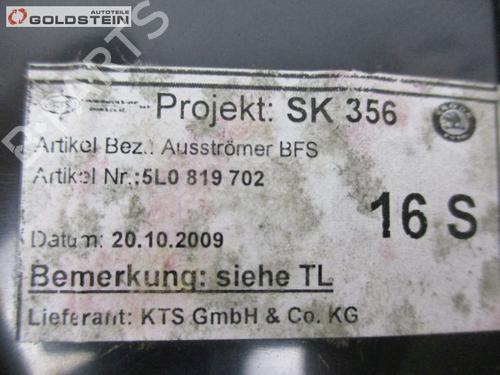 AUTOTEILE
GOLDSTEIN
Projekt: SK 356
Artikel Bez.: Ausströmer BFS
Artikel Nr.:5L0 819 702
16 S
Datum: 20.10.2009
Bemerkung: siehe TL
Lieferant: KTS GmbH & Co. KG